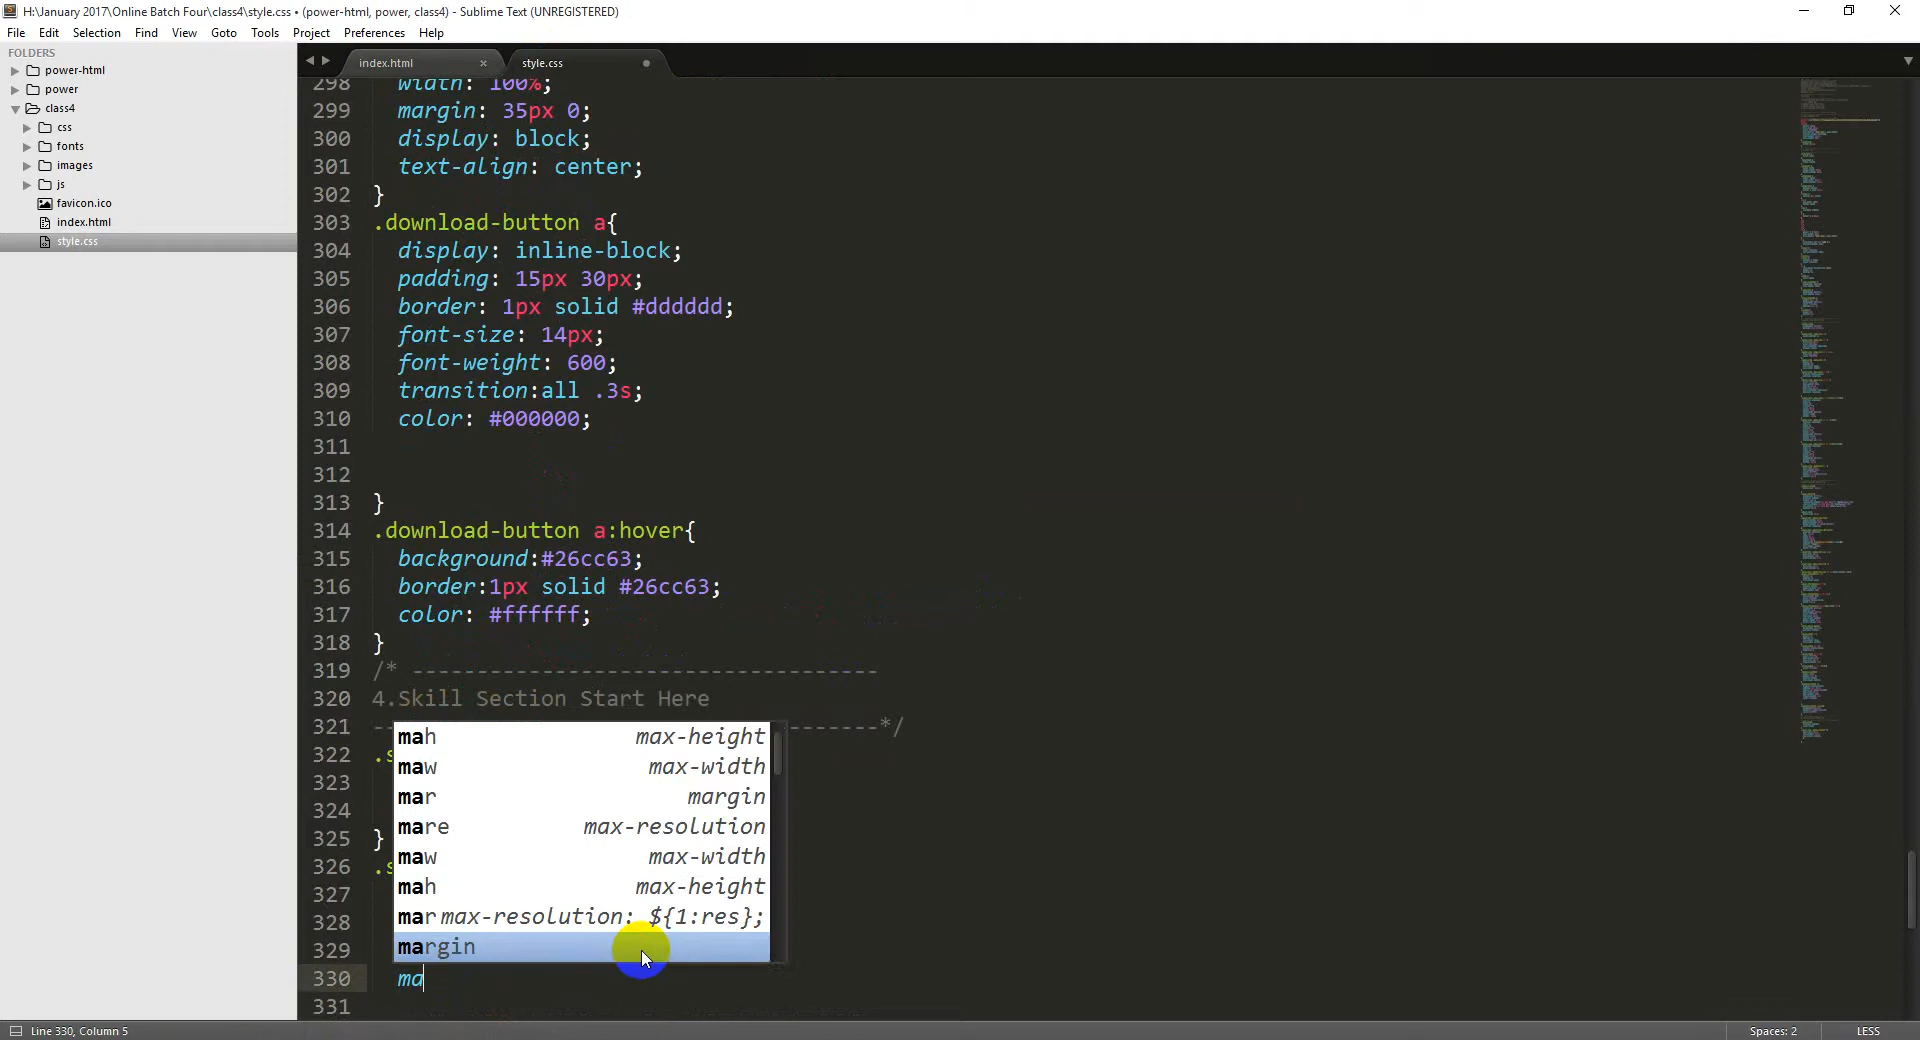 H:\January 2017\Online Batch Four\class4\style.css • (power-html, power, class4) - Sublime Text (UNREGISTERED)
File Edit Selection Find View Goto Tools Project Preferences Help
FOLDERS
power-html
power
class4
css
fonts
images
js
favicon.ico
index.html
style.css
index.html
style.css
298 width: 100%;
299 margin: 35px 0;
300 display: block;
301 text-align: center;
302 }
303 .download-button a{
304 display: inline-block;
305 padding: 15px 30px;
306 border: 1px solid #dddddd;
307 font-size: 14px;
308 font-weight: 600;
309 transition:all .3s;
310 color: #000000;
311
312
313 }
314 .download-button a:hover{
315 background:#26cc63;
316 border:1px solid #26cc63;
317 color: #ffffff;
318 }
319 /* ------------------------------------
320 4.Skill Section Start Here
321 -------*/
322 .s
323
324
325 }
326 .s
327
328
329
330 ma
331
mah max-height
maw max-width
mar margin
mare max-resolution
maw max-width
mah max-height
mar max-resolution: ${1:res};
margin
Line 330, Column 5
Spaces: 2
LESS